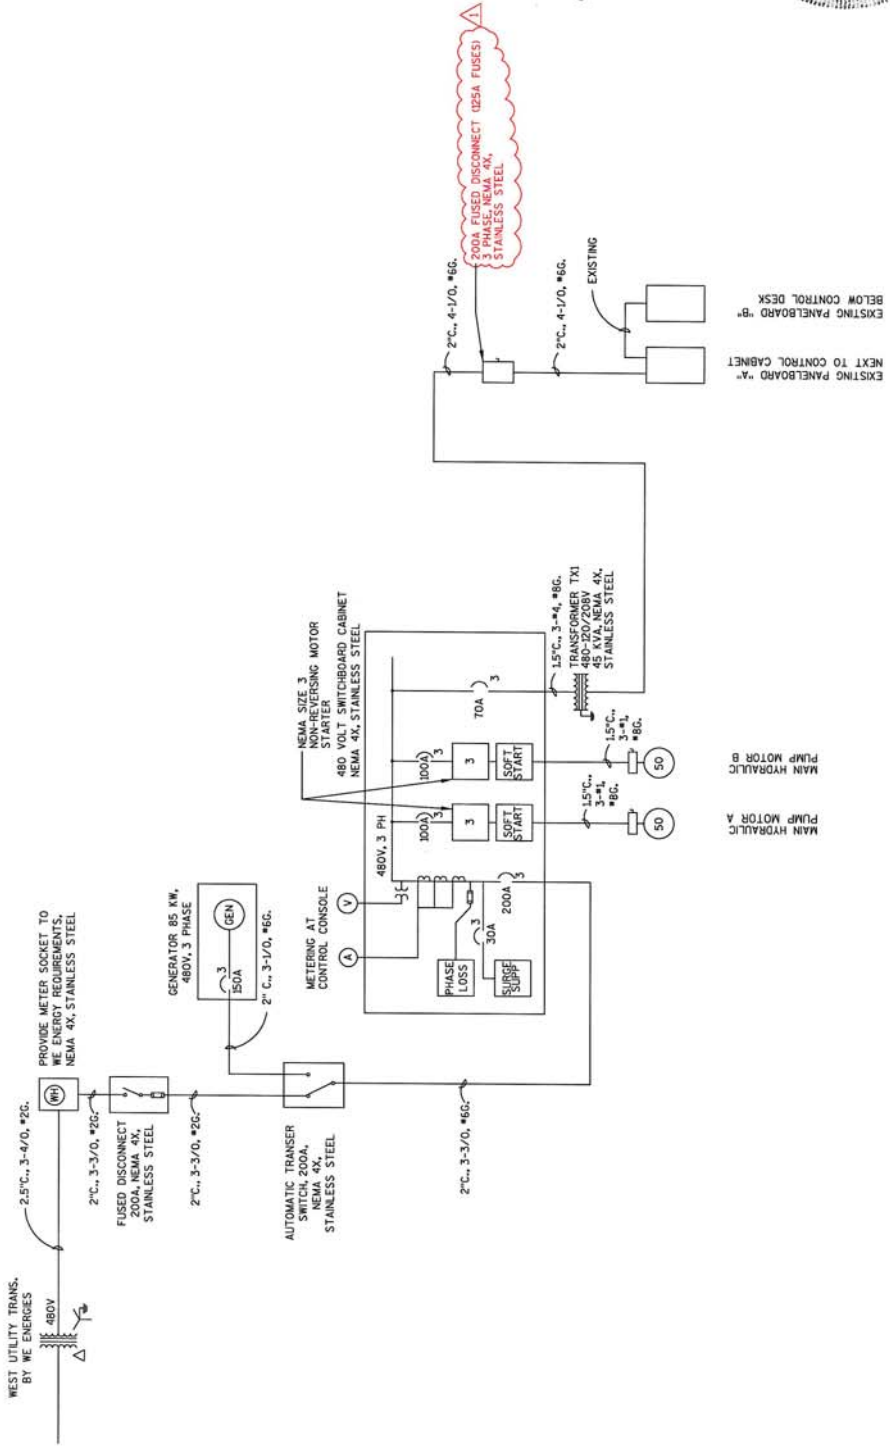 1
200A FUSED DISCONNECT (125A FUSES)
3 PHASE, NEMA 4X,
STAINLESS STEEL
2"C., 4-1/0, #6G.
2"C., 4-1/0, #6G.
EXISTING
EXISTING PANELBOARD "B"
BELOW CONTROL DESK
EXISTING PANELBOARD "A"
NEXT TO CONTROL CABINET
NEMA SIZE 3
NON-REVERSING MOTOR
STARTER
480 VOLT SWITCHBOARD CABINET
NEMA 4X, STAINLESS STEEL
480V, 3 PH
100A
3
100A
3
70A
3
3
3
SOFT
START
SOFT
START
1.5"C., 3-#4, #8G.
TRANSFORMER TX1
480-120/208V
45 KVA, NEMA 4X,
STAINLESS STEEL
1.5"C.,
3-#1,
#8G.
1.5"C.,
3-#1,
#8G.
50
50
MAIN HYDRAULIC
PUMP MOTOR B
MAIN HYDRAULIC
PUMP MOTOR A
METERING AT
CONTROL CONSOLE
V
A
PHASE
LOSS
SURGE
SUPP
3
30A
200A
3
GENERATOR 85 KW,
480V, 3 PHASE
GEN
3
150A
2" C., 3-1/0, #6G.
PROVIDE METER SOCKET TO
WE ENERGY REQUIREMENTS,
NEMA 4X, STAINLESS STEEL
WH
2.5"C., 3-4/0, #2G.
2"C., 3-3/0, #2G.
FUSED DISCONNECT
200A, NEMA 4X,
STAINLESS STEEL
2"C., 3-3/0, #2G.
AUTOMATIC TRANSER
SWITCH, 200A,
NEMA 4X,
STAINLESS STEEL
2"C., 3-3/0, #6G.
WEST UTILITY TRANS.
BY WE ENERGIES
480V